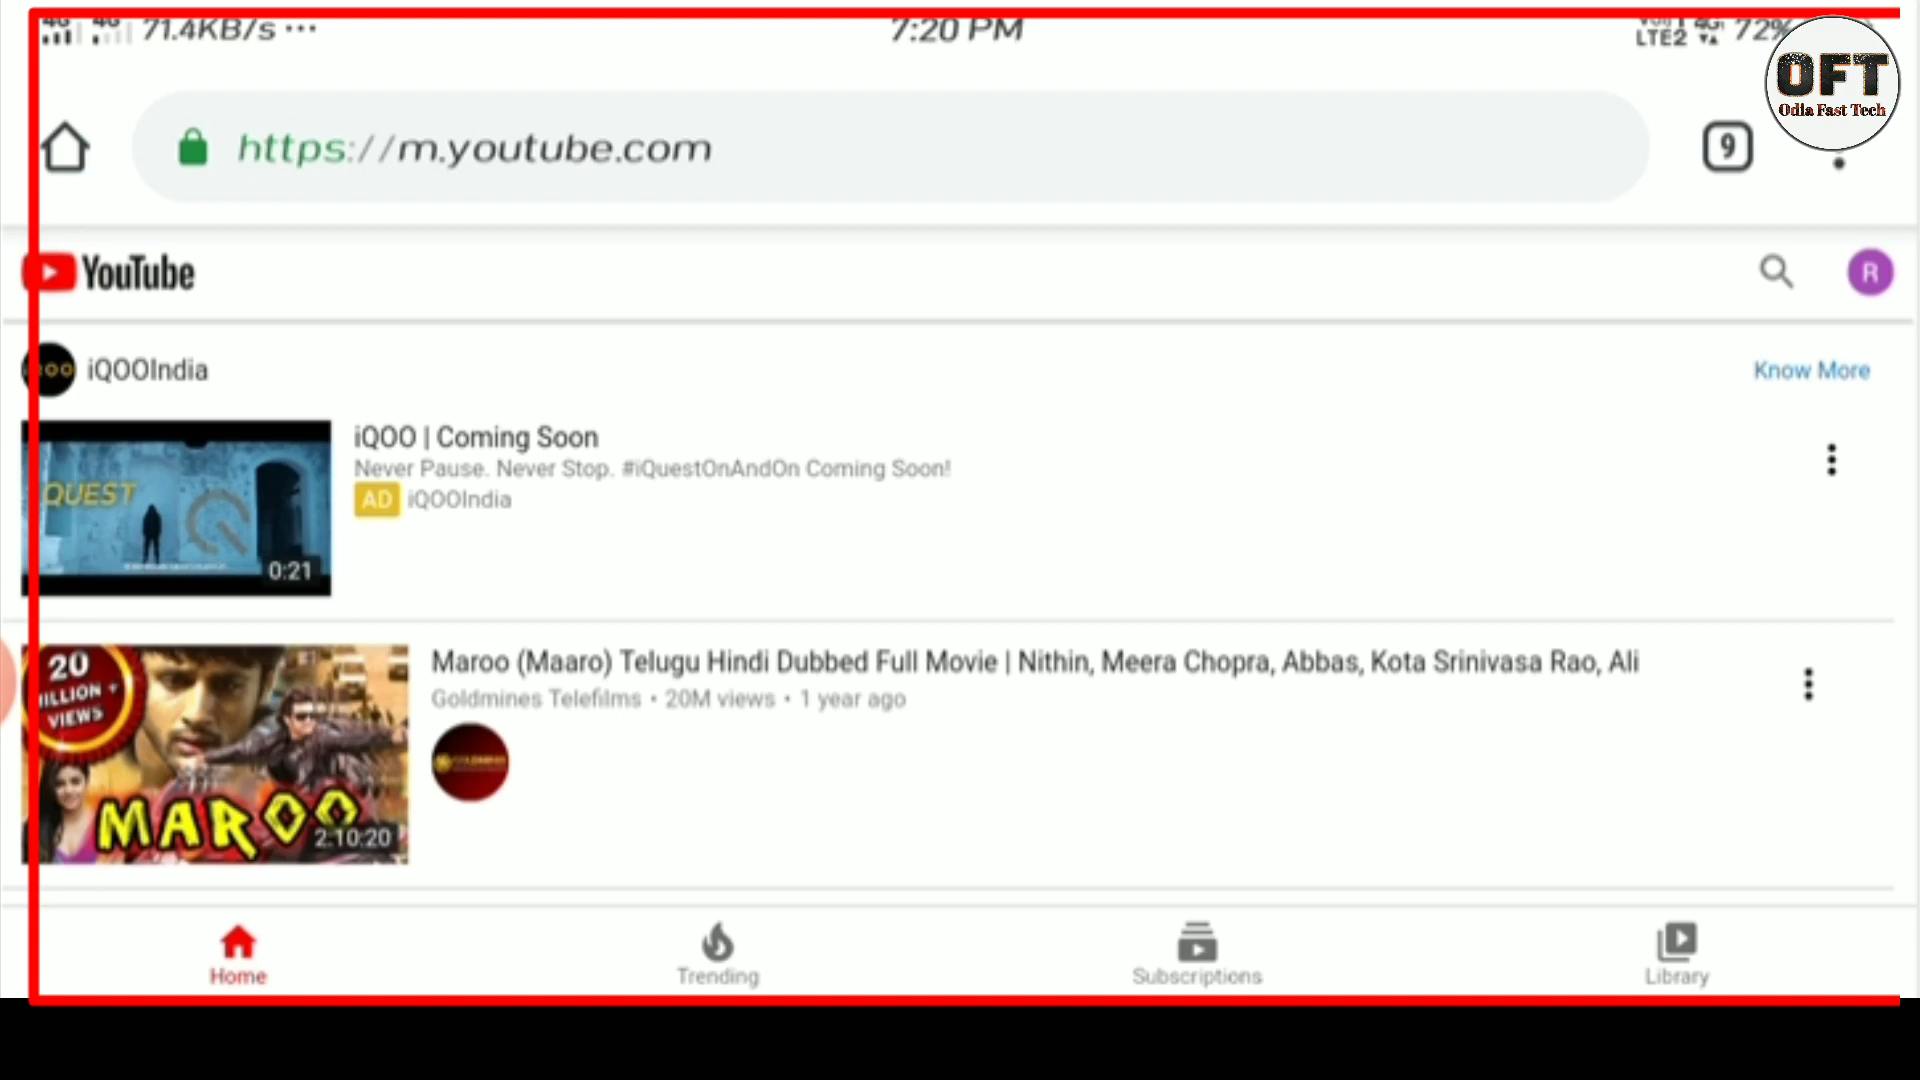 71.4KB/s ...
7:20 PM
LTE2
72%
OFT
Odia Fast Tech
https://m.youtube.com
9
YouTube
R
iQOOIndia
Know More
iQOO | Coming Soon
Never Pause. Never Stop. #iQuestOnAndOn Coming Soon!
AD iQOOIndia
QUEST
0:21
Maroo (Maaro) Telugu Hindi Dubbed Full Movie | Nithin, Meera Chopra, Abbas, Kota Srinivasa Rao, Ali
Goldmines Telefilms • 20M views • 1 year ago
20
MILLION +
VIEWS
MAROO
2:10:20
Home
Trending
Subscriptions
Library